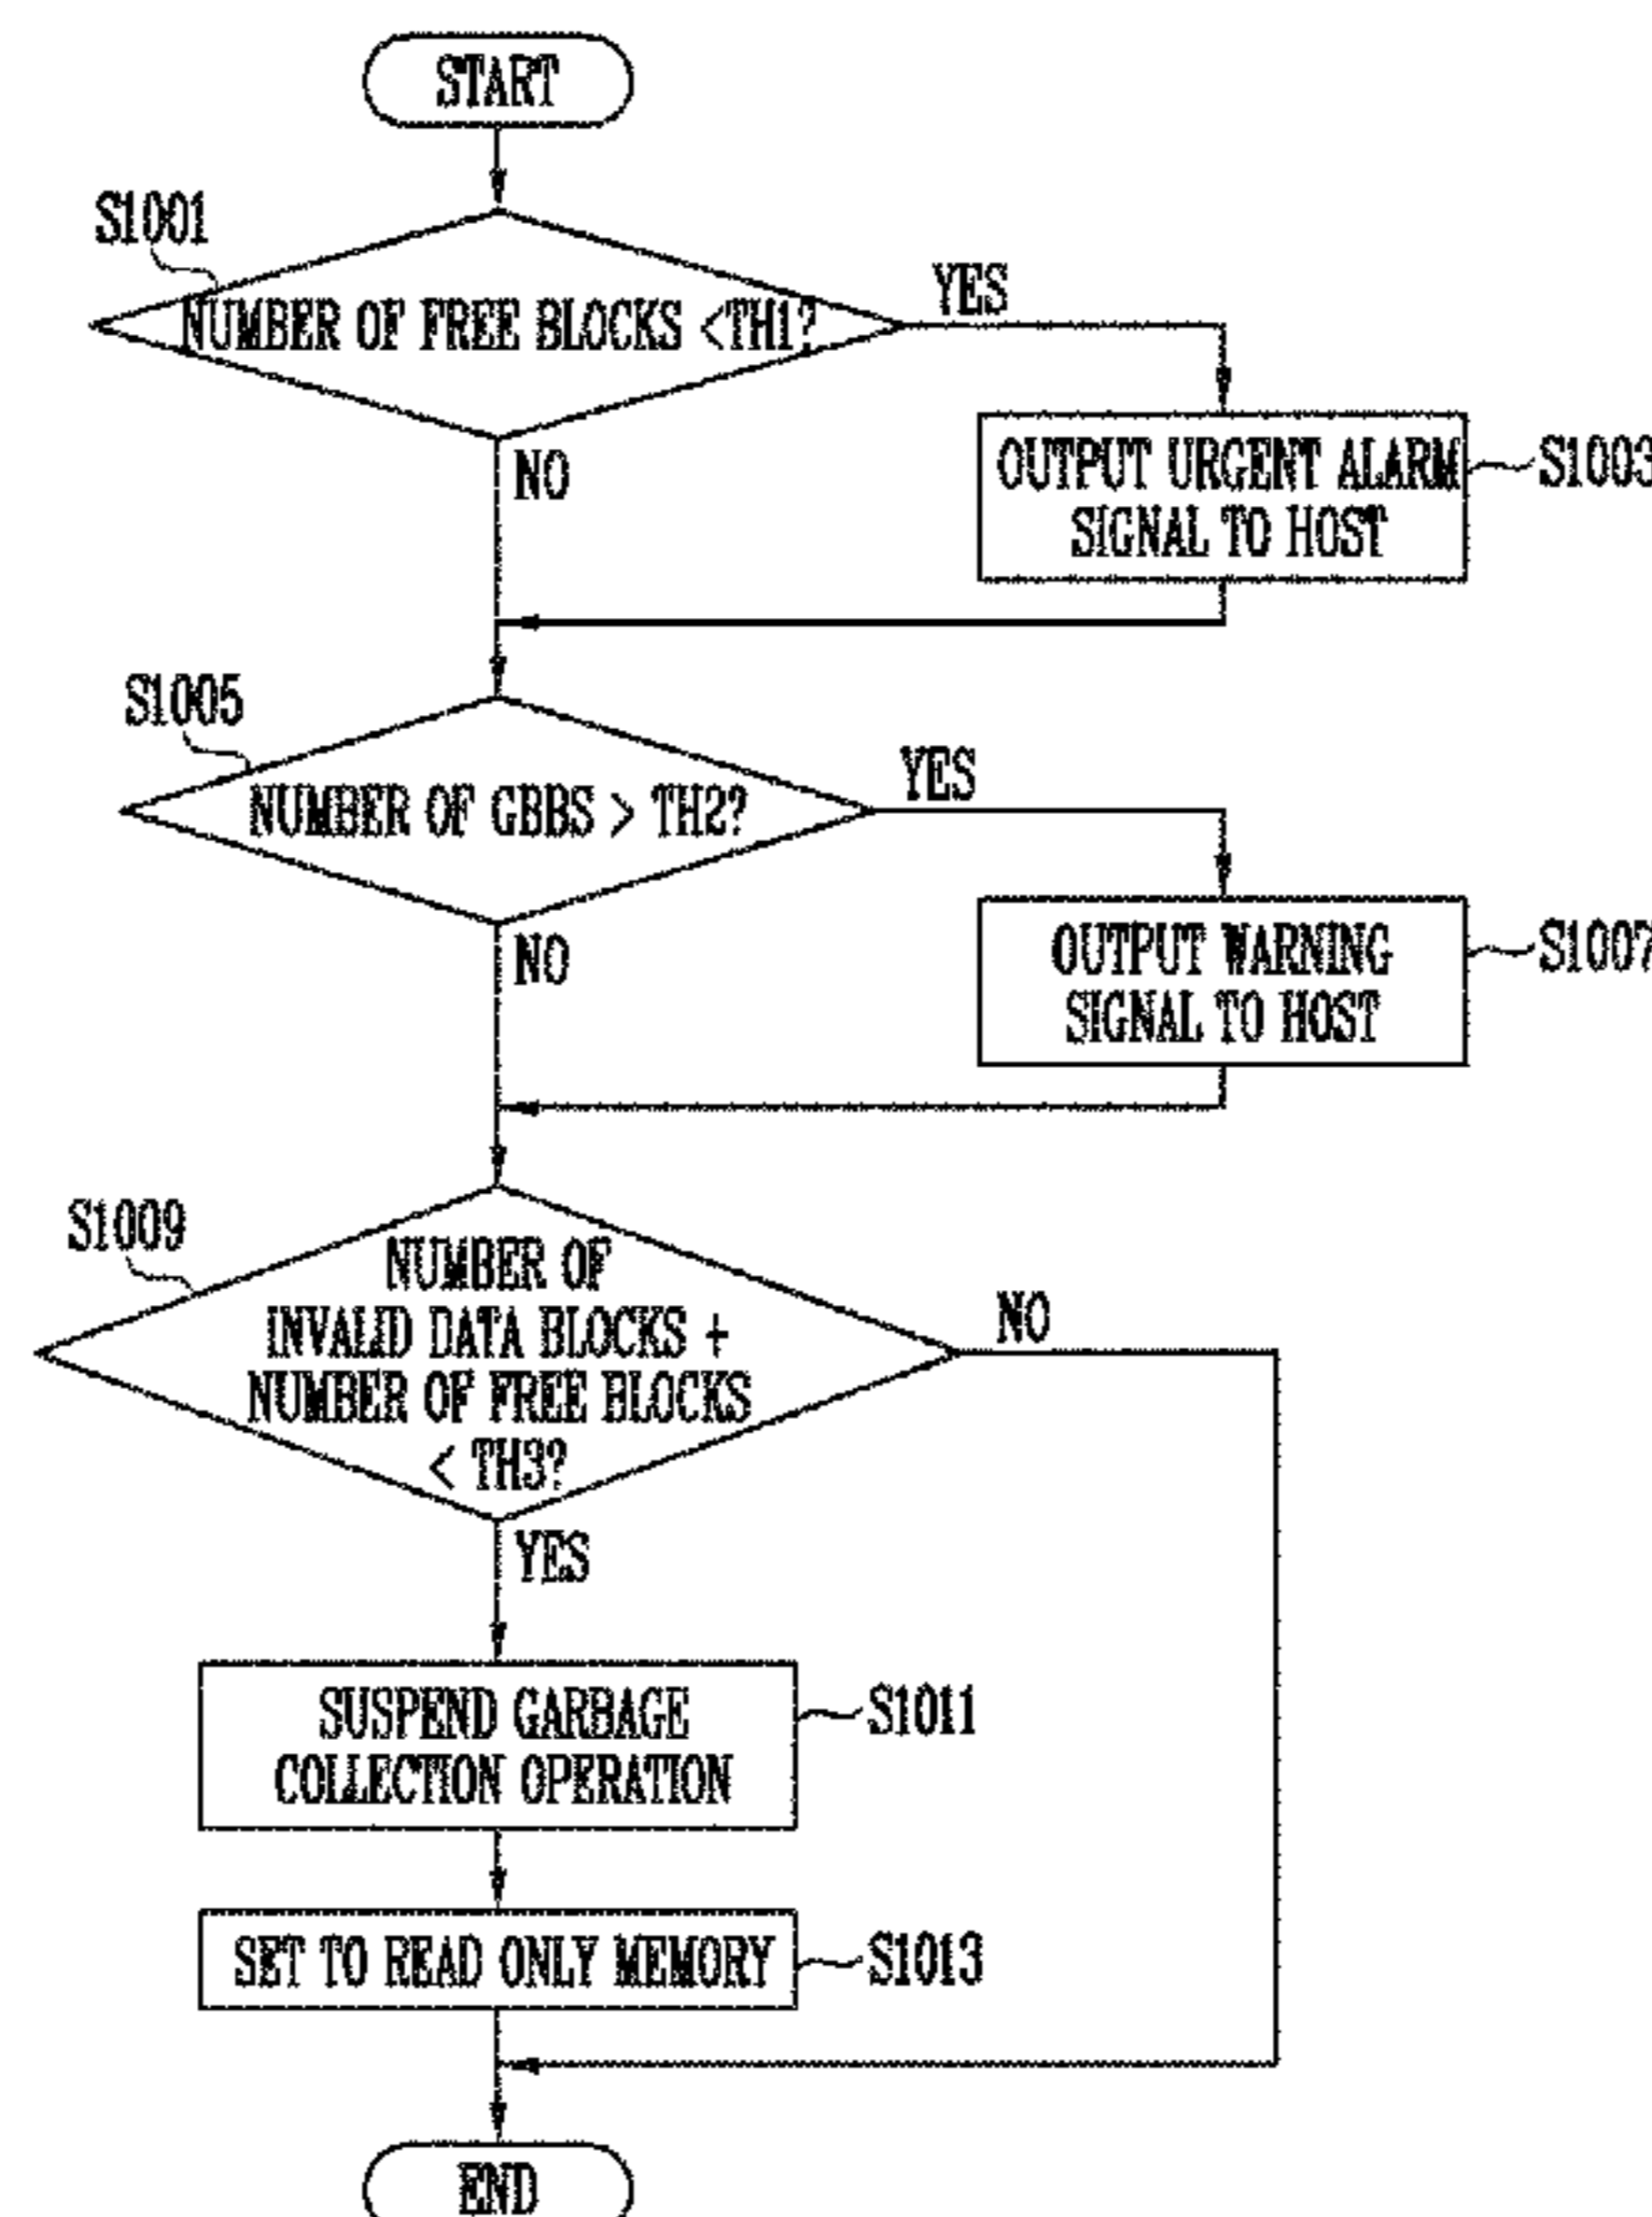 START
S1001
NUMBER OF FREE BLOCKS <TH1?
YES
NO
OUTPUT URGENT ALARM
SIGNAL TO HOST
S1003
S1005
NUMBER OF GBBS > TH2?
YES
NO
OUTPUT WARNING
SIGNAL TO HOST
S1007
S1009
NUMBER OF
INVALID DATA BLOCKS +
NUMBER OF FREE BLOCKS
< TH3?
NO
YES
SUSPEND GARBAGE
COLLECTION OPERATION
S1011
SET TO READ ONLY MEMORY
S1013
END